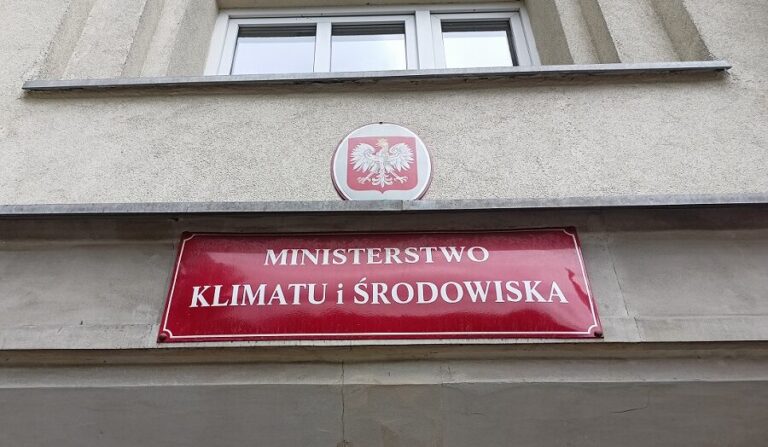 MINISTERSTWO
KLIMATU i ŚRODOWISKA